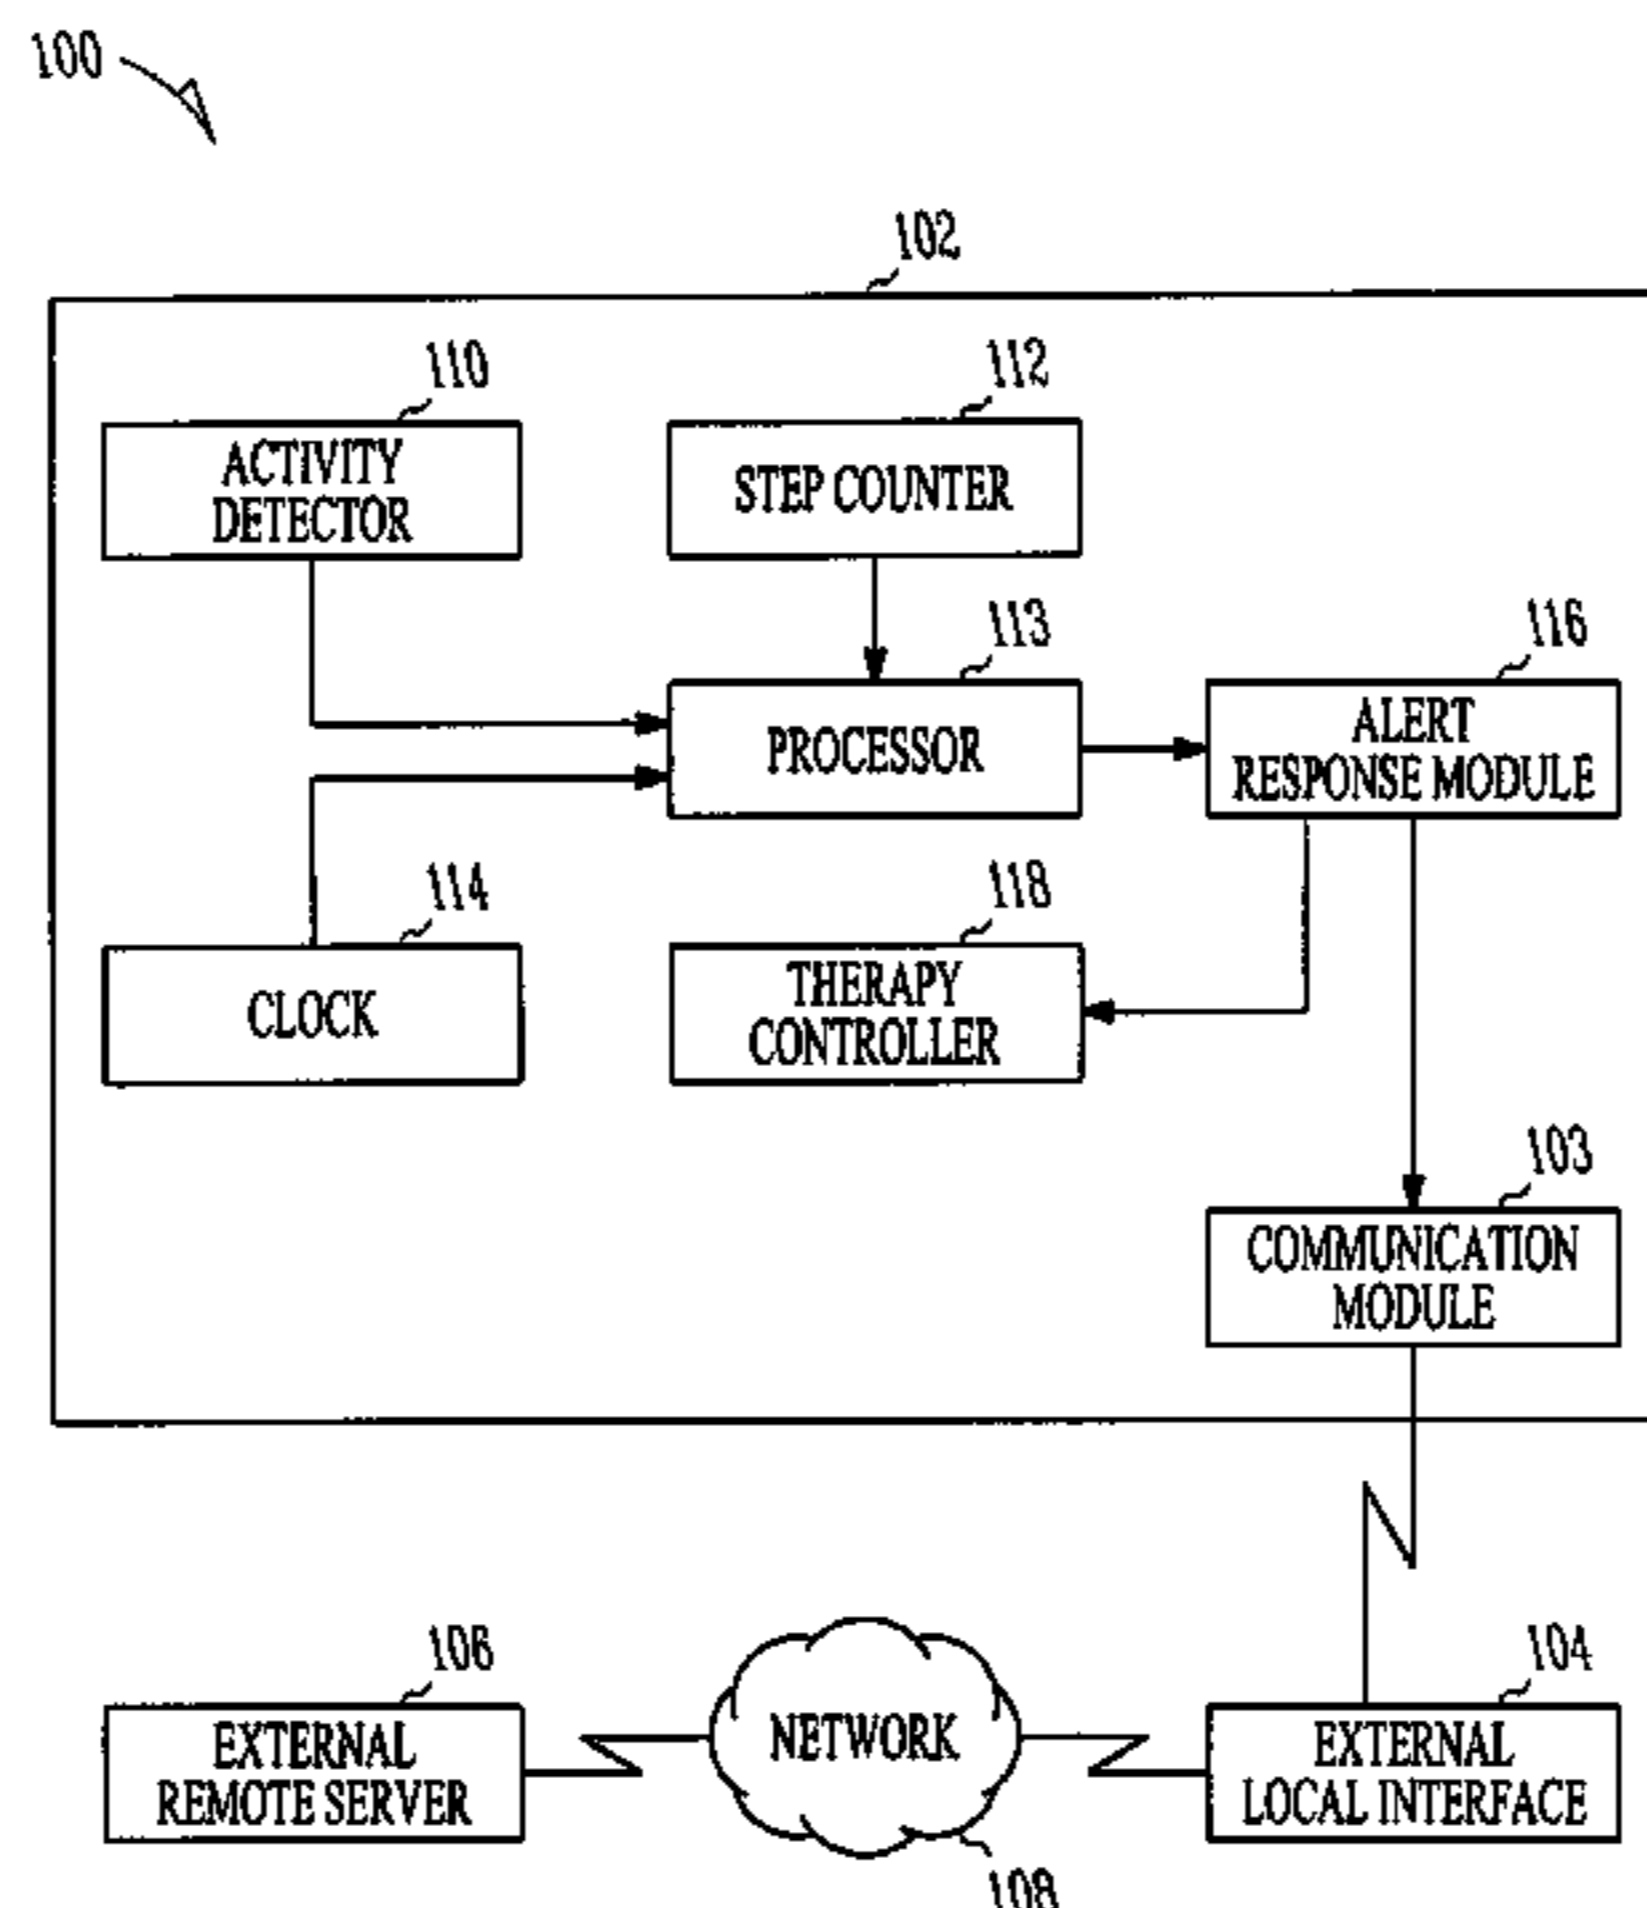 100
102
110
112
ACTIVITY
DETECTOR
STEP COUNTER
113
116
PROCESSOR
ALERT
RESPONSE MODULE
114
118
CLOCK
THERAPY
CONTROLLER
103
COMMUNICATION
MODULE
106
104
EXTERNAL
REMOTE SERVER
NETWORK
EXTERNAL
LOCAL INTERFACE
108